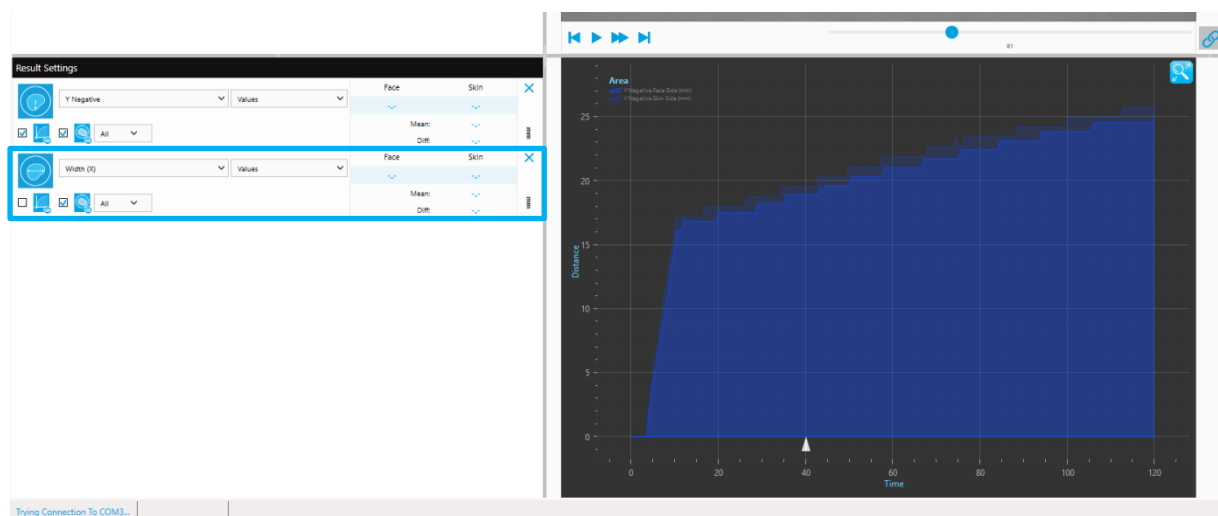 81
Result Settings
Face Skin
Y Negative Values
-.- -.-
Mean: -.-
All
Diff: -.-
mm
Face Skin
Width (X) Values
-.- -.-
Mean: -.-
All
Diff: -.-
mm
Area
Y Negative Face Side (mm)
Y Negative Skin Side (mm)
25
20
15
10
5
0
Distance
0 20 40 60 80 100 120
Time
Trying Connection To COM3...